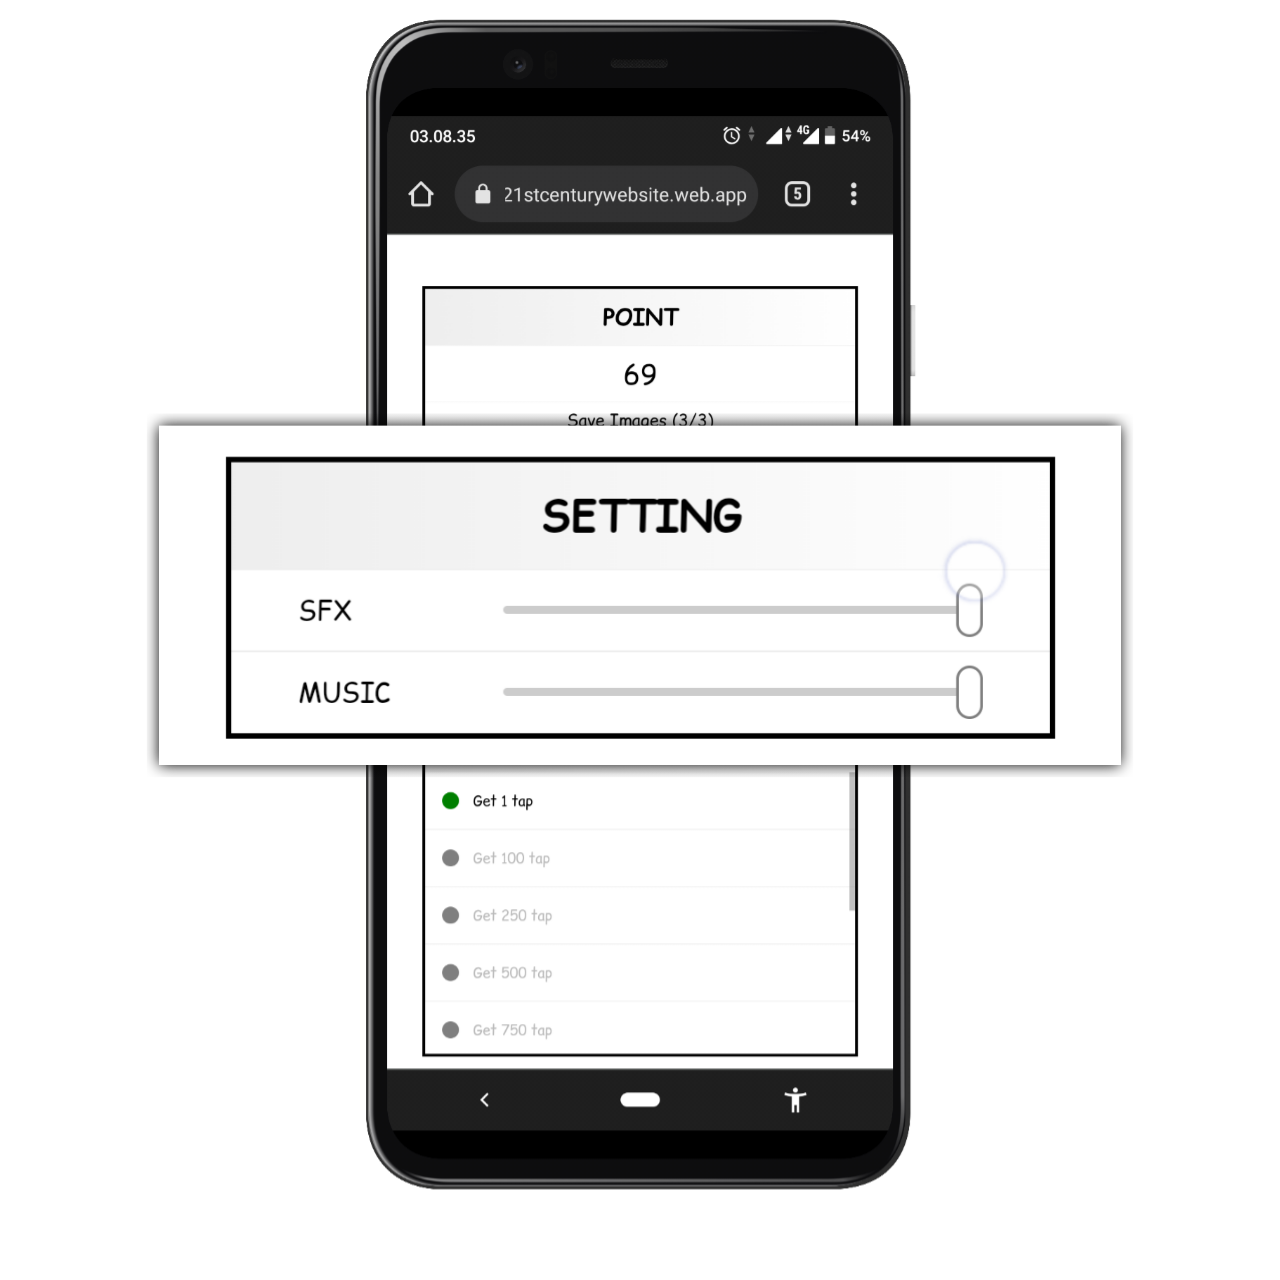 03.08.35
4G
54%
21stcenturywebsite.web.app
5
POINT
69
Save Images (3/3)
SETTING
SFX
MUSIC
Get 1 tap
Get 100 tap
Get 250 tap
Get 500 tap
Get 750 tap